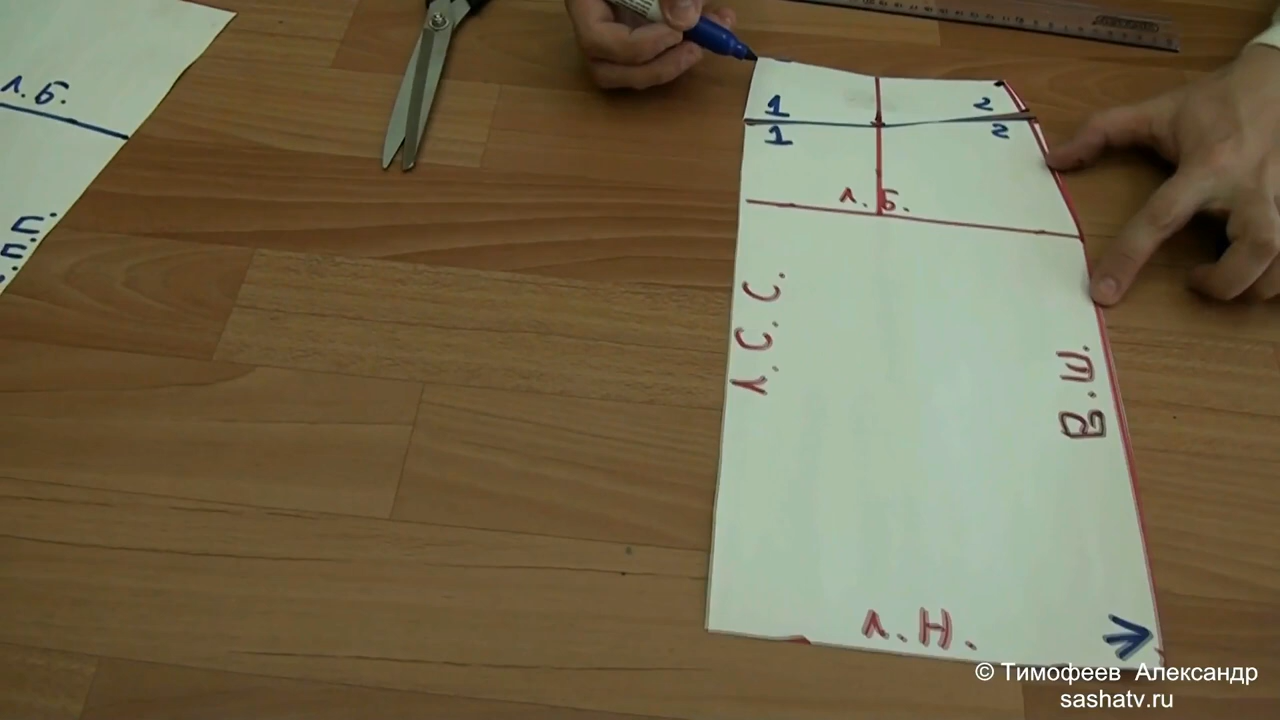 л.Б.
п.п.
1
2
1
2
л.Б.
л.с.с.
В.Ш.
л.Н.
© Тимофеев Александр
sashatv.ru